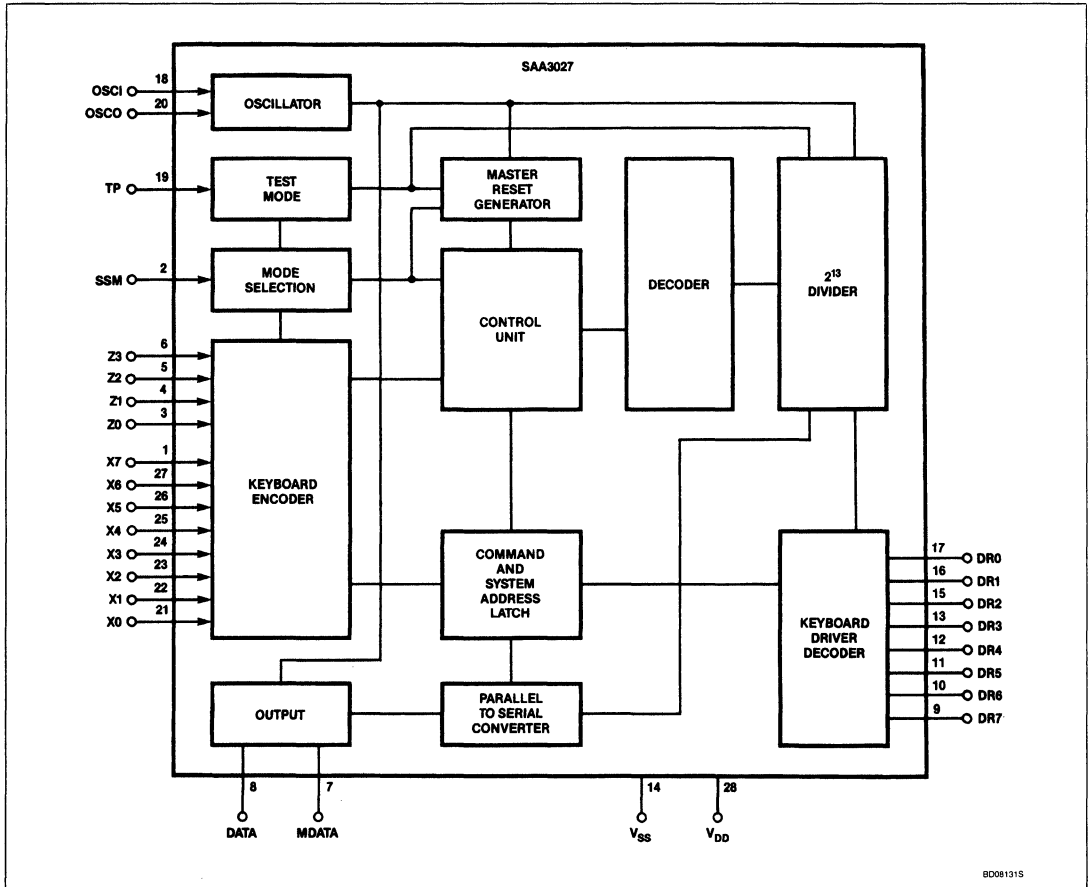 SAA3027
OSCI 18
OSCO 20
OSCILLATOR
TP 19
TEST
MODE
MASTER
RESET
GENERATOR
SSM 2
MODE
SELECTION
CONTROL
UNIT
DECODER
2¹³
DIVIDER
Z3 6
Z2 5
Z1 4
Z0 3
X7 1
X6 27
X5 26
X4 25
X3 24
X2 23
X1 22
X0 21
KEYBOARD
ENCODER
COMMAND
AND
SYSTEM
ADDRESS
LATCH
KEYBOARD
DRIVER
DECODER
17 DR0
16 DR1
15 DR2
13 DR3
12 DR4
11 DR5
10 DR6
9 DR7
OUTPUT
PARALLEL
TO SERIAL
CONVERTER
8
7
14
28
DATA
MDATA
VSS
VDD
BD08131S